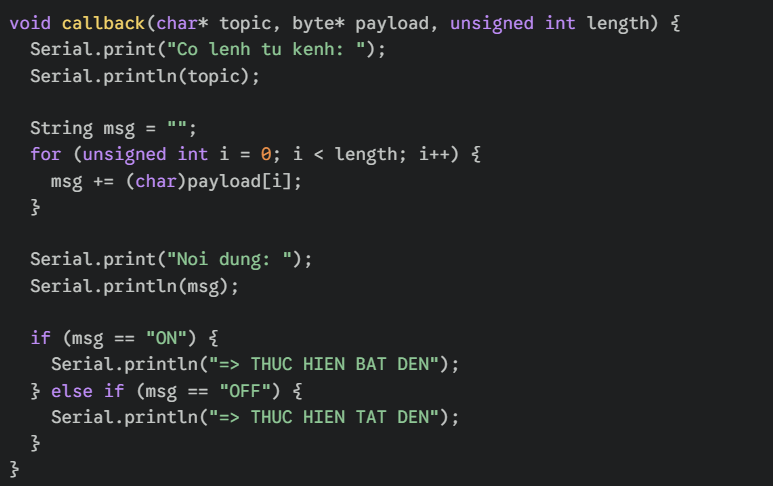 void callback(char* topic, byte* payload, unsigned int length) {
  Serial.print("Co lenh tu kenh: ");
  Serial.println(topic);

  String msg = "";
  for (unsigned int i = 0; i < length; i++) {
    msg += (char)payload[i];
  }

  Serial.print("Noi dung: ");
  Serial.println(msg);

  if (msg == "ON") {
    Serial.println("=> THUC HIEN BAT DEN");
  } else if (msg == "OFF") {
    Serial.println("=> THUC HIEN TAT DEN");
  }
}